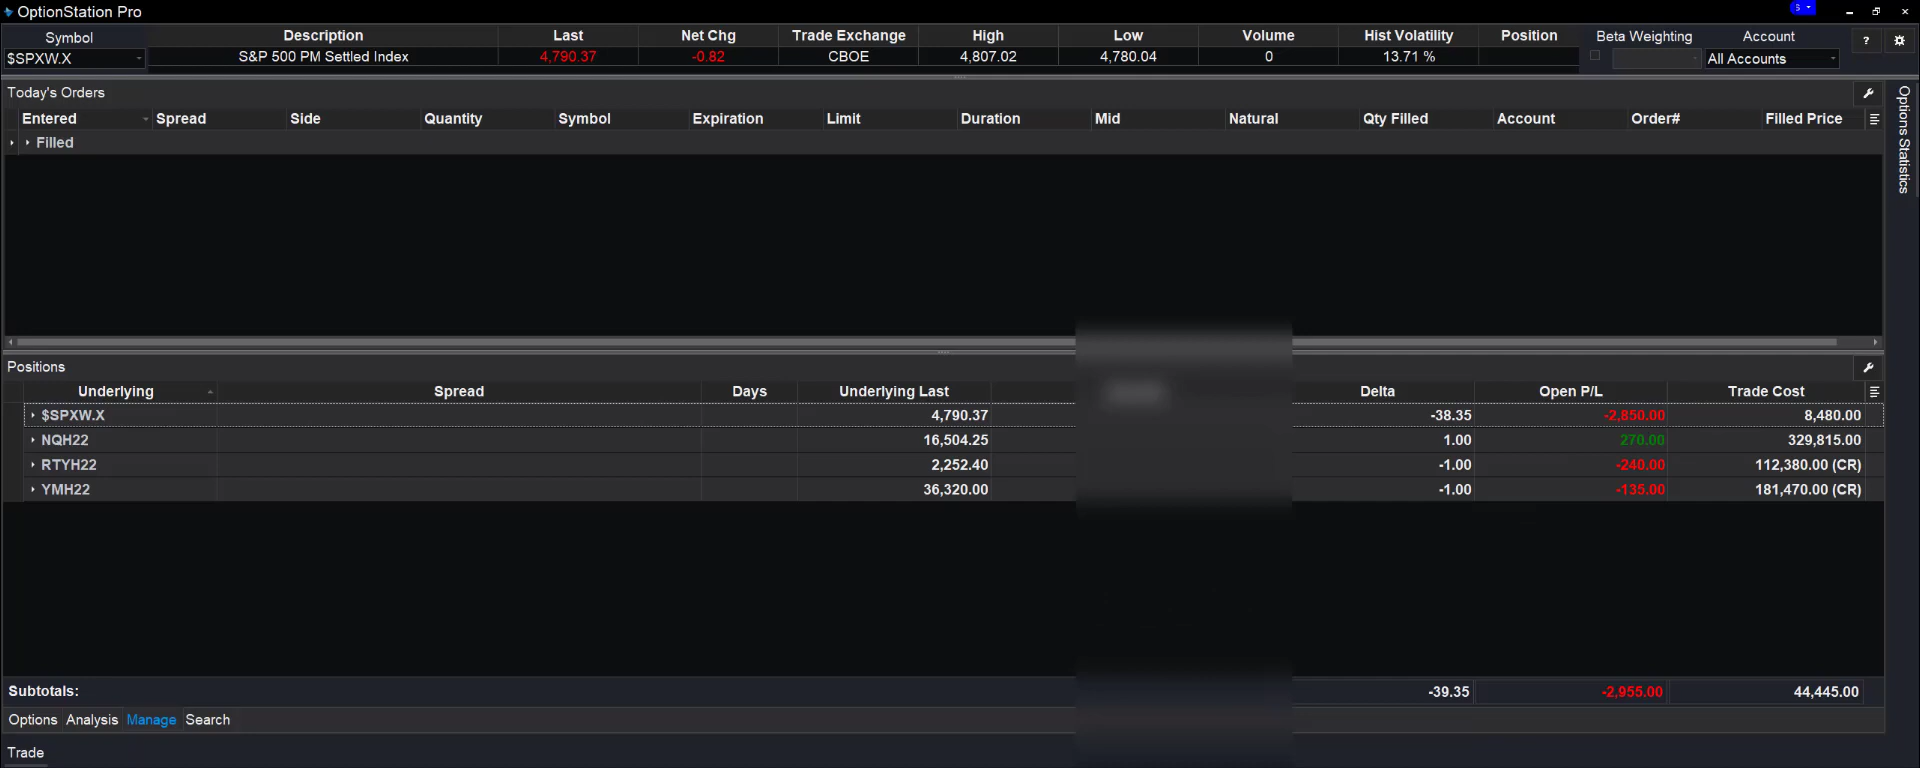 OptionStation Pro
S
Symbol Description Last Net Chg Trade Exchange High Low Volume Hist Volatility Position Beta Weighting Account ?
$SPXW.X S&P 500 PM Settled Index 4,790.37 -0.82 CBOE 4,807.02 4,780.04 0 13.71 % All Accounts
Today's Orders
Entered Spread Side Quantity Symbol Expiration Limit Duration Mid Natural Qty Filled Account Order# Filled Price
Filled
Options Statistics
Positions
Underlying Spread Days Underlying Last Delta Open P/L Trade Cost
$SPXW.X 4,790.37 -38.35 -2,850.00 8,480.00
NQH22 16,504.25 1.00 270.00 329,815.00
RTYH22 2,252.40 -1.00 -240.00 112,380.00 (CR)
YMH22 36,320.00 -1.00 -135.00 181,470.00 (CR)
Subtotals: -39.35 -2,955.00 44,445.00
Options Analysis Manage Search
Trade